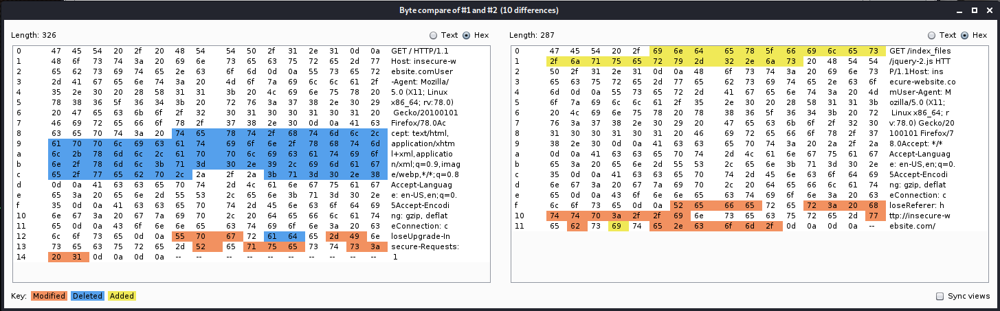 Byte compare of #1 and #2 (10 differences)
Length: 326 Text Hex
0 47 45 54 20 2f 20 48 54 54 50 2f 31 2e 31 0d 0a GET / HTTP/1.1
1 48 6f 73 74 3a 20 69 6e 73 65 63 75 72 65 2d 77 Host: insecure-w
2 65 62 73 69 74 65 2e 63 6f 6d 0d 0a 55 73 65 72 ebsite.comUser
3 2d 41 67 65 6e 74 3a 20 4d 6f 7a 69 6c 6c 61 2f -Agent: Mozilla/
4 35 2e 30 20 28 58 31 31 3b 20 4c 69 6e 75 78 20 5.0 (X11; Linux
5 78 38 36 5f 36 34 3b 20 72 76 3a 37 38 2e 30 29 x86_64; rv:78.0)
6 20 47 65 63 6b 6f 2f 32 30 31 30 30 31 30 31 20 Gecko/20100101
7 46 69 72 65 66 6f 78 2f 37 38 2e 30 0d 0a 41 63 Firefox/78.0Ac
8 63 65 70 74 3a 20 74 65 78 74 2f 68 74 6d 6c 2c cept: text/html,
9 61 70 70 6c 69 63 61 74 69 6f 6e 2f 78 68 74 6d application/xhtm
a 6c 2b 78 6d 6c 2c 61 70 70 6c 69 63 61 74 69 6f l+xml,applicatio
b 6e 2f 78 6d 6c 3b 71 3d 30 2e 39 2c 69 6d 61 67 n/xml;q=0.9,imag
c 65 2f 77 65 62 70 2c 2a 2f 2a 3b 71 3d 30 2e 38 e/webp,*/*;q=0.8
d 0d 0a 41 63 63 65 70 74 2d 4c 61 6e 67 75 61 67 Accept-Languag
e 65 3a 20 65 6e 2d 55 53 2c 65 6e 3b 71 3d 30 2e e: en-US,en;q=0.
f 35 0d 0a 41 63 63 65 70 74 2d 45 6e 63 6f 64 69 5Accept-Encodi
10 6e 67 3a 20 67 7a 69 70 2c 20 64 65 66 6c 61 74 ng: gzip, deflat
11 65 0d 0a 43 6f 6e 6e 65 63 74 69 6f 6e 3a 20 63 eConnection: c
12 6c 6f 73 65 0d 0a 55 70 67 72 61 64 65 2d 49 6e loseUpgrade-In
13 73 65 63 75 72 65 2d 52 65 71 75 65 73 74 73 3a secure-Requests:
14 20 31 0d 0a 0d 0a -- -- -- -- -- -- -- -- -- -- 1
Length: 287 Text Hex
0 47 45 54 20 2f 69 6e 64 65 78 5f 66 69 6c 65 73 GET /index_files
1 2f 6a 71 75 65 72 79 2d 32 2e 6a 73 20 48 54 54 /jquery-2.js HTT
2 50 2f 31 2e 31 0d 0a 48 6f 73 74 3a 20 69 6e 73 P/1.1Host: ins
3 65 63 75 72 65 2d 77 65 62 73 69 74 65 2e 63 6f ecure-website.co
4 6d 0d 0a 55 73 65 72 2d 41 67 65 6e 74 3a 20 4d mUser-Agent: M
5 6f 7a 69 6c 6c 61 2f 35 2e 30 20 28 58 31 31 3b ozilla/5.0 (X11;
6 20 4c 69 6e 75 78 20 78 38 36 5f 36 34 3b 20 72 Linux x86_64; r
7 76 3a 37 38 2e 30 29 20 47 65 63 6b 6f 2f 32 30 v:78.0) Gecko/20
8 31 30 30 31 30 31 20 46 69 72 65 66 6f 78 2f 37 100101 Firefox/7
9 38 2e 30 0d 0a 41 63 63 65 70 74 3a 20 2a 2f 2a 8.0Accept: */*
a 0d 0a 41 63 63 65 70 74 2d 4c 61 6e 67 75 61 67 Accept-Languag
b 65 3a 20 65 6e 2d 55 53 2c 65 6e 3b 71 3d 30 2e e: en-US,en;q=0.
c 35 0d 0a 41 63 63 65 70 74 2d 45 6e 63 6f 64 69 5Accept-Encodi
d 6e 67 3a 20 67 7a 69 70 2c 20 64 65 66 6c 61 74 ng: gzip, deflat
e 65 0d 0a 43 6f 6e 6e 65 63 74 69 6f 6e 3a 20 63 eConnection: c
f 6c 6f 73 65 0d 0a 52 65 66 65 72 65 72 3a 20 68 loseReferer: h
10 74 74 70 3a 2f 2f 69 6e 73 65 63 75 72 65 2d 77 ttp://insecure-w
11 65 62 73 69 74 65 2e 63 6f 6d 2f 0d 0a 0d 0a -- ebsite.com/
Key: Modified Deleted Added
Sync views